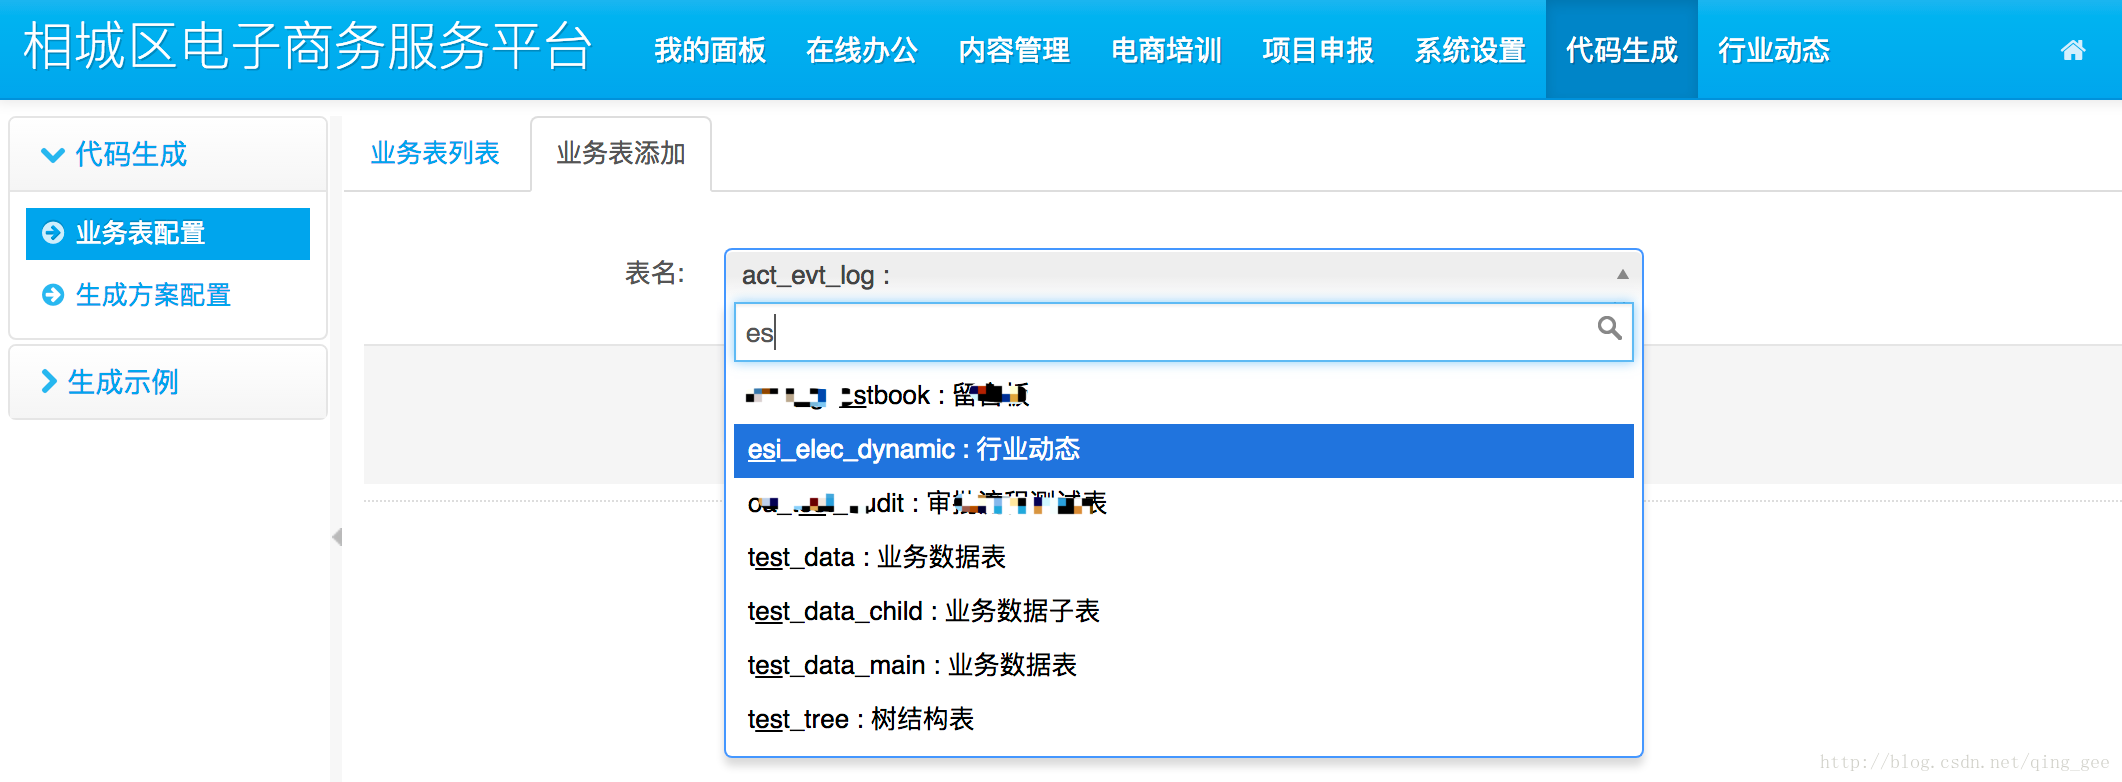 相城区电子商务服务平台 我的面板 在线办公 内容管理 电商培训 项目申报 系统设置 代码生成 行业动态
代码生成
业务表配置
生成方案配置
生成示例
业务表列表 业务表添加
表名: act_evt_log :
es
stbook : 留
esi_elec_dynamic : 行业动态
dit : 审 表
test_data : 业务数据表
test_data_child : 业务数据子表
test_data_main : 业务数据表
test_tree : 树结构表
http://blog.csdn.net/qing_gee